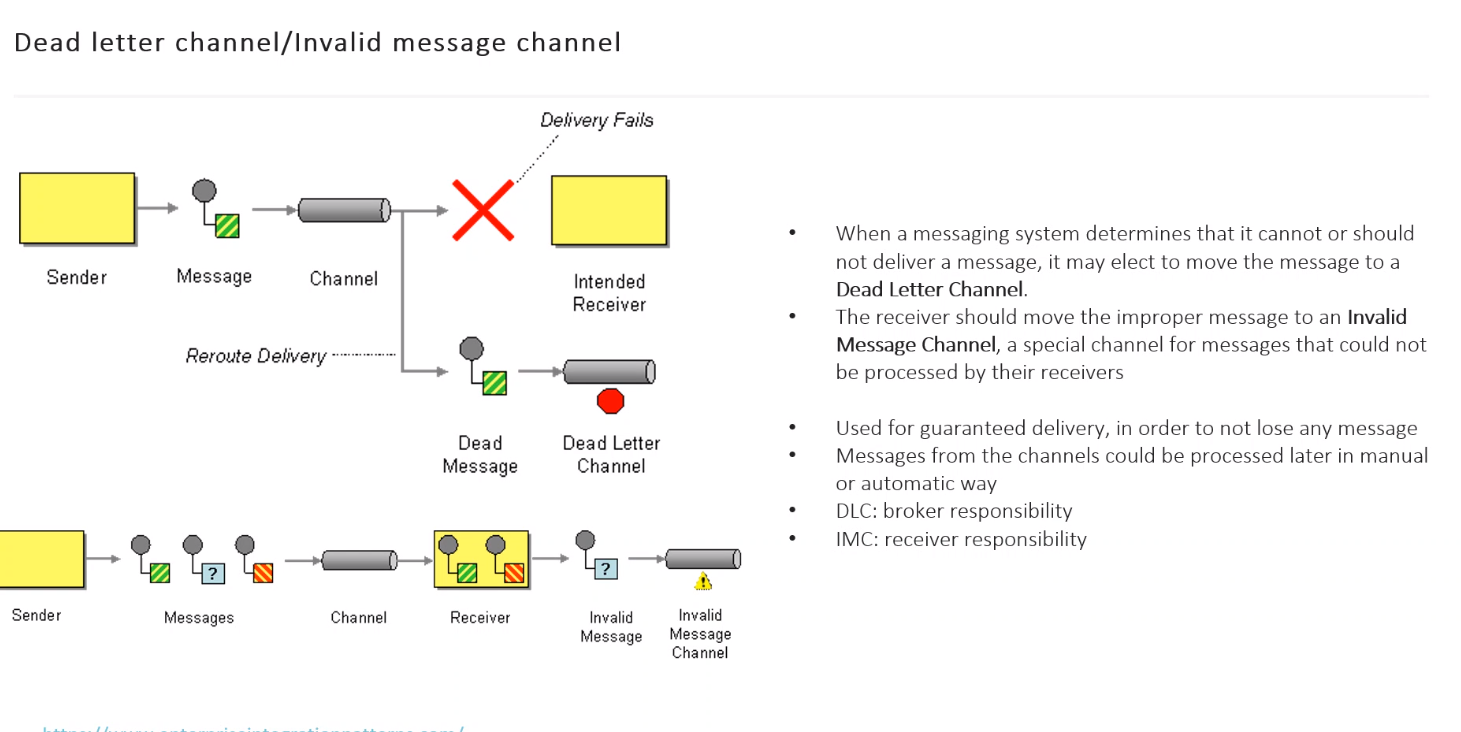 Dead letter channel/Invalid message channel
Delivery Fails
Sender
Message
Channel
Intended
Receiver
Reroute Delivery
Dead
Message
Dead Letter
Channel
?
?
Sender
Messages
Channel
Receiver
Invalid
Message
Invalid
Message
Channel
• When a messaging system determines that it cannot or should
not deliver a message, it may elect to move the message to a
Dead Letter Channel.
• The receiver should move the improper message to an Invalid
Message Channel, a special channel for messages that could not
be processed by their receivers
• Used for guaranteed delivery, in order to not lose any message
• Messages from the channels could be processed later in manual
or automatic way
• DLC: broker responsibility
• IMC: receiver responsibility
https://www.enterpriseintegrationpatterns.com/